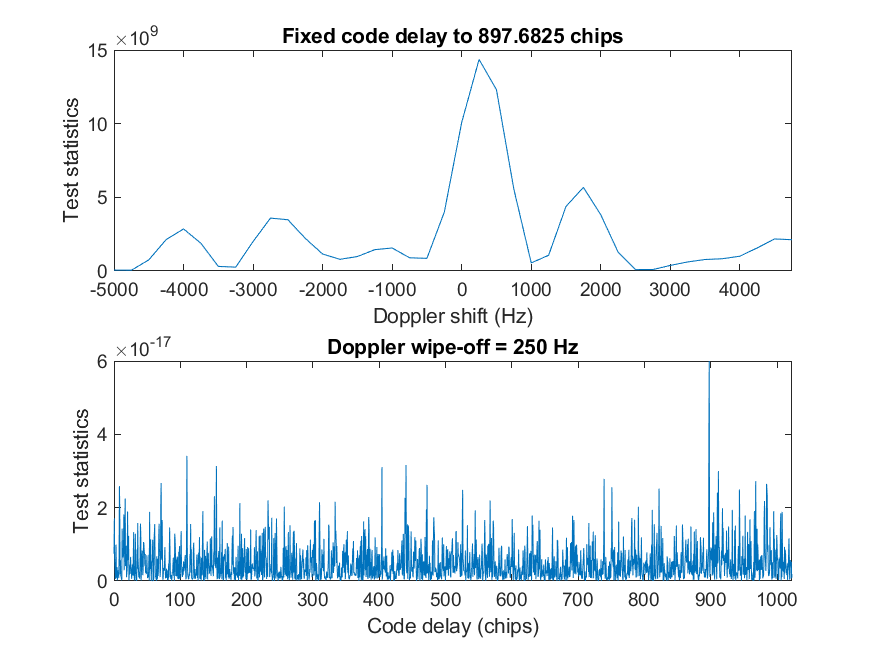 Fixed code delay to 897.6825 chips
×10^9
15
10
5
0
Test statistics
-5000 -4000 -3000 -2000 -1000 0 1000 2000 3000 4000
Doppler shift (Hz)
Doppler wipe-off = 250 Hz
×10^-17
6
4
2
0
Test statistics
0 100 200 300 400 500 600 700 800 900 1000
Code delay (chips)